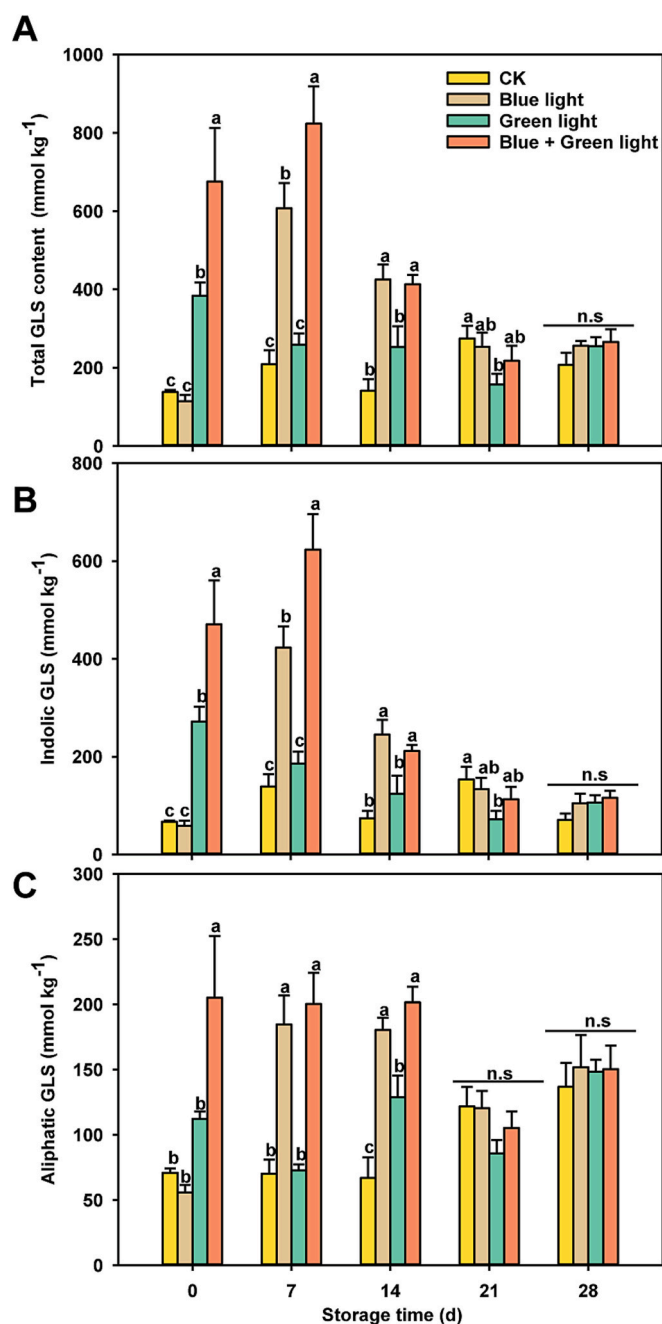 A
1000
800
600
400
200
0
Total GLS content (mmol kg⁻¹)
CK
Blue light
Green light
Blue + Green light
c c b a
c b c a
b a b a
a ab b ab
n.s
B
800
600
400
200
0
Indolic GLS (mmol kg⁻¹)
c c b a
c b c a
b a b a
a ab b ab
n.s
C
300
250
200
150
100
50
0
Aliphatic GLS (mmol kg⁻¹)
b b b a
b a b a
c a b a
n.s
n.s
0 7 14 21 28
Storage time (d)